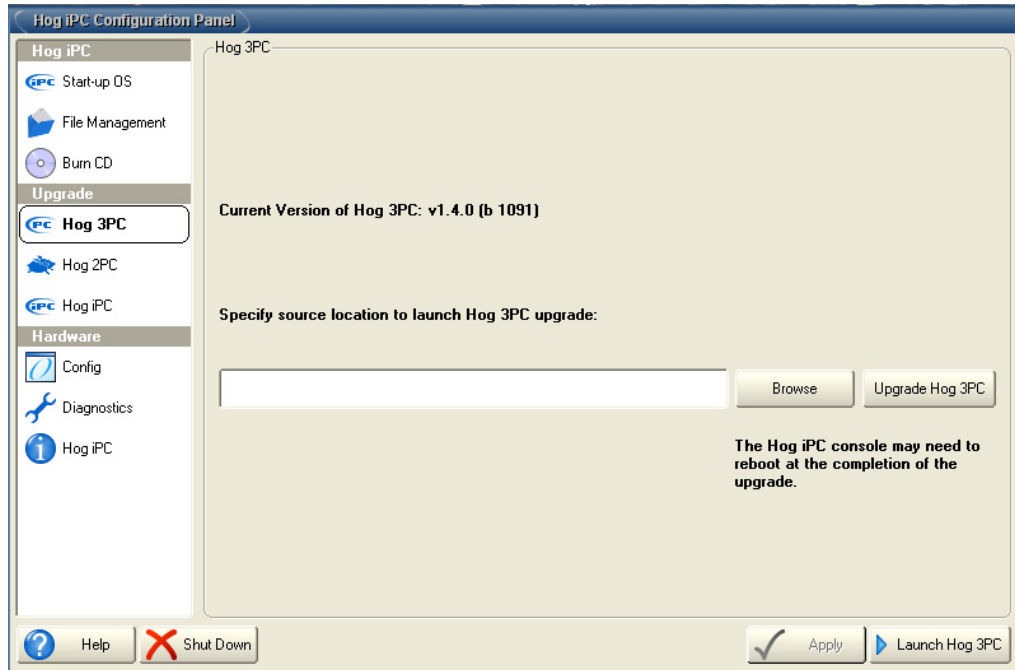 Hog iPC Configuration Panel
Hog iPC
iPC Start-up OS
File Management
Burn CD
Upgrade
PC Hog 3PC
Hog 2PC
iPC Hog iPC
Hardware
Config
Diagnostics
Hog iPC
Hog 3PC
Current Version of Hog 3PC: v1.4.0 (b 1091)
Specify source location to launch Hog 3PC upgrade:
Browse
Upgrade Hog 3PC
The Hog iPC console may need to
reboot at the completion of the
upgrade.
Help
Shut Down
Apply
Launch Hog 3PC